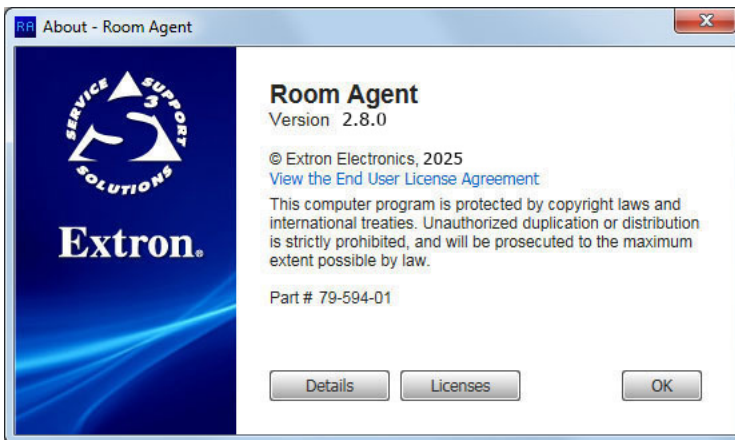 RA About - Room Agent
SERVICE SUPPORT SOLUTIONS
3
S
Extron®
Room Agent
Version 2.8.0
© Extron Electronics, 2025
View the End User License Agreement
This computer program is protected by copyright laws and
international treaties. Unauthorized duplication or distribution
is strictly prohibited, and will be prosecuted to the maximum
extent possible by law.
Part # 79-594-01
Details
Licenses
OK